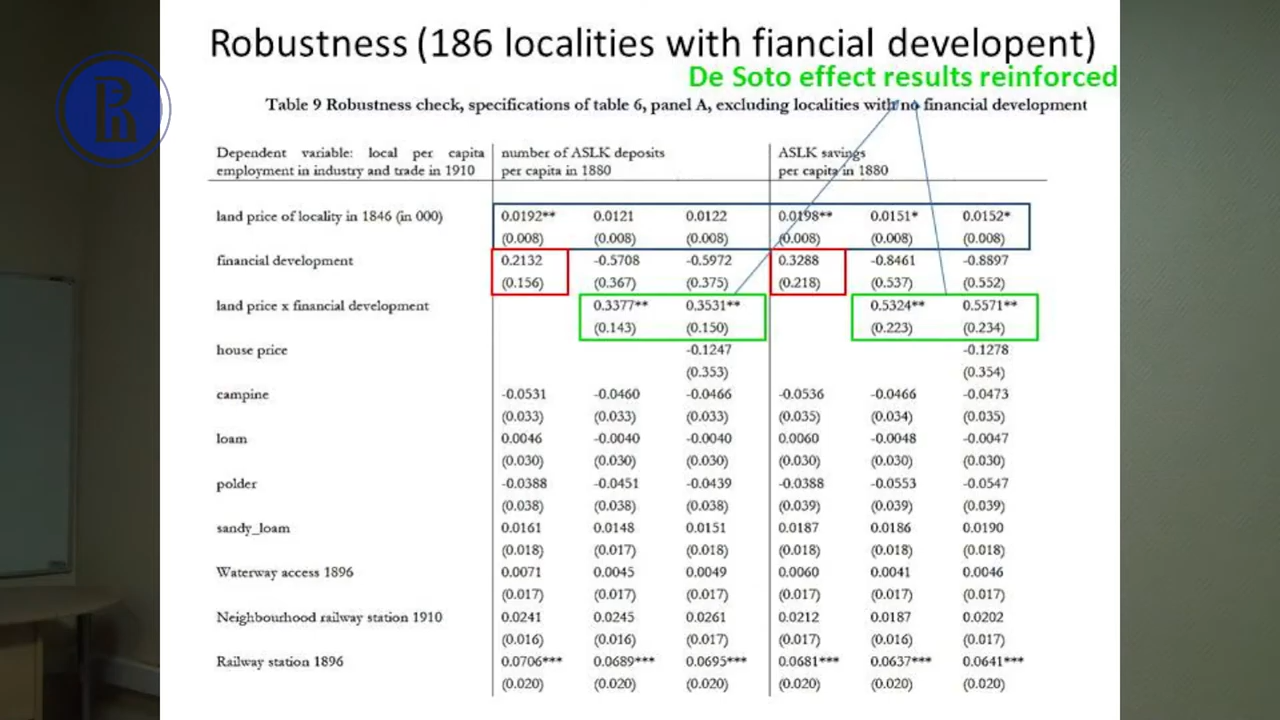 Robustness (186 localities with fiancial developent)
De Soto effect results reinforced
Table 9 Robustness check, specifications of table 6, panel A, excluding localities with no financial development
Dependent variable: local per capita employment in industry and trade in 1910 number of ASLK deposits per capita in 1880 ASLK savings per capita in 1880
land price of locality in 1846 (in 000) 0.0192** 0.0121 0.0122 0.0198** 0.0151* 0.0152*
(0.008) (0.008) (0.008) (0.008) (0.008) (0.008)
financial development 0.2132 -0.5708 -0.5972 0.3288 -0.8461 -0.8897
(0.156) (0.367) (0.375) (0.218) (0.537) (0.552)
land price x financial development 0.3377** 0.3531** 0.5324** 0.5571**
(0.143) (0.150) (0.223) (0.234)
house price -0.1247 -0.1278
(0.353) (0.354)
campine -0.0531 -0.0460 -0.0466 -0.0536 -0.0466 -0.0473
(0.033) (0.033) (0.033) (0.035) (0.034) (0.035)
loam 0.0046 -0.0040 -0.0040 0.0060 -0.0048 -0.0047
(0.030) (0.030) (0.030) (0.030) (0.030) (0.030)
polder -0.0388 -0.0451 -0.0439 -0.0388 -0.0553 -0.0547
(0.038) (0.038) (0.038) (0.039) (0.039) (0.039)
sandy_loam 0.0161 0.0148 0.0151 0.0187 0.0186 0.0190
(0.018) (0.017) (0.018) (0.018) (0.018) (0.018)
Waterway access 1896 0.0071 0.0045 0.0049 0.0060 0.0041 0.0046
(0.017) (0.017) (0.017) (0.017) (0.017) (0.017)
Neighbourhood railway station 1910 0.0241 0.0245 0.0261 0.0212 0.0187 0.0202
(0.016) (0.016) (0.017) (0.017) (0.016) (0.017)
Railway station 1896 0.0706*** 0.0689*** 0.0695*** 0.0681*** 0.0637*** 0.0641***
(0.020) (0.020) (0.020) (0.020) (0.020) (0.020)